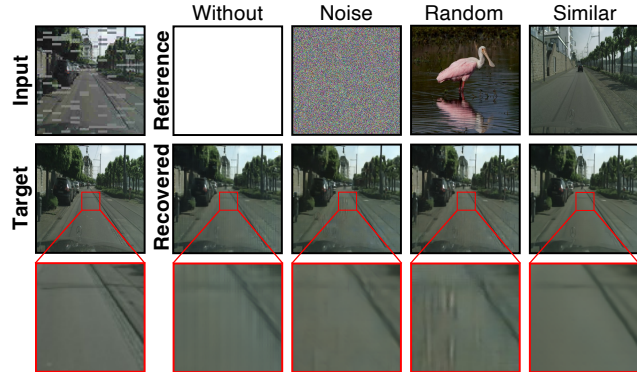 Without Noise Random Similar
Input
Reference
Target
Recovered